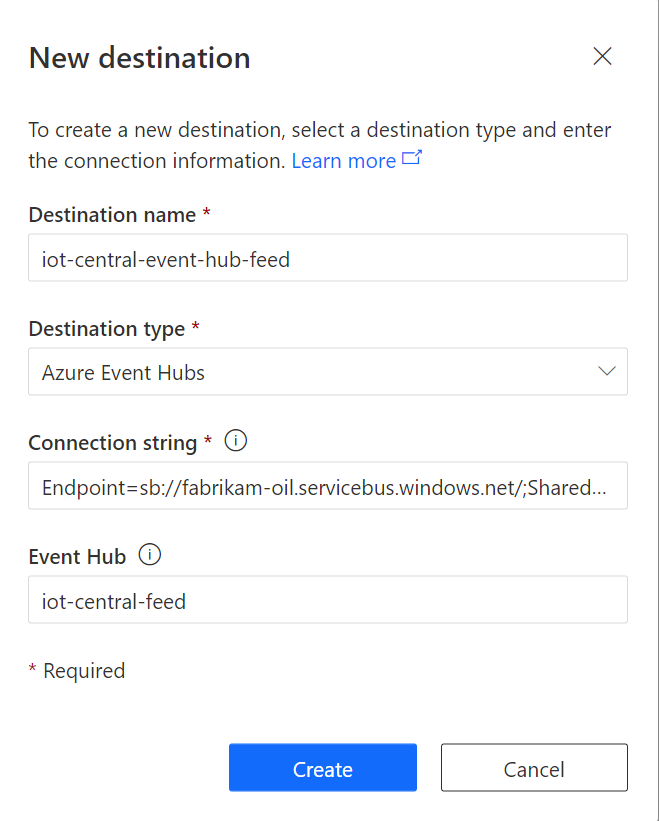 New destination
To create a new destination, select a destination type and enter
the connection information. Learn more
Destination name *
iot-central-event-hub-feed
Destination type *
Azure Event Hubs
Connection string *
Endpoint=sb://fabrikam-oil.servicebus.windows.net/;Shared...
Event Hub
iot-central-feed
* Required
Create
Cancel